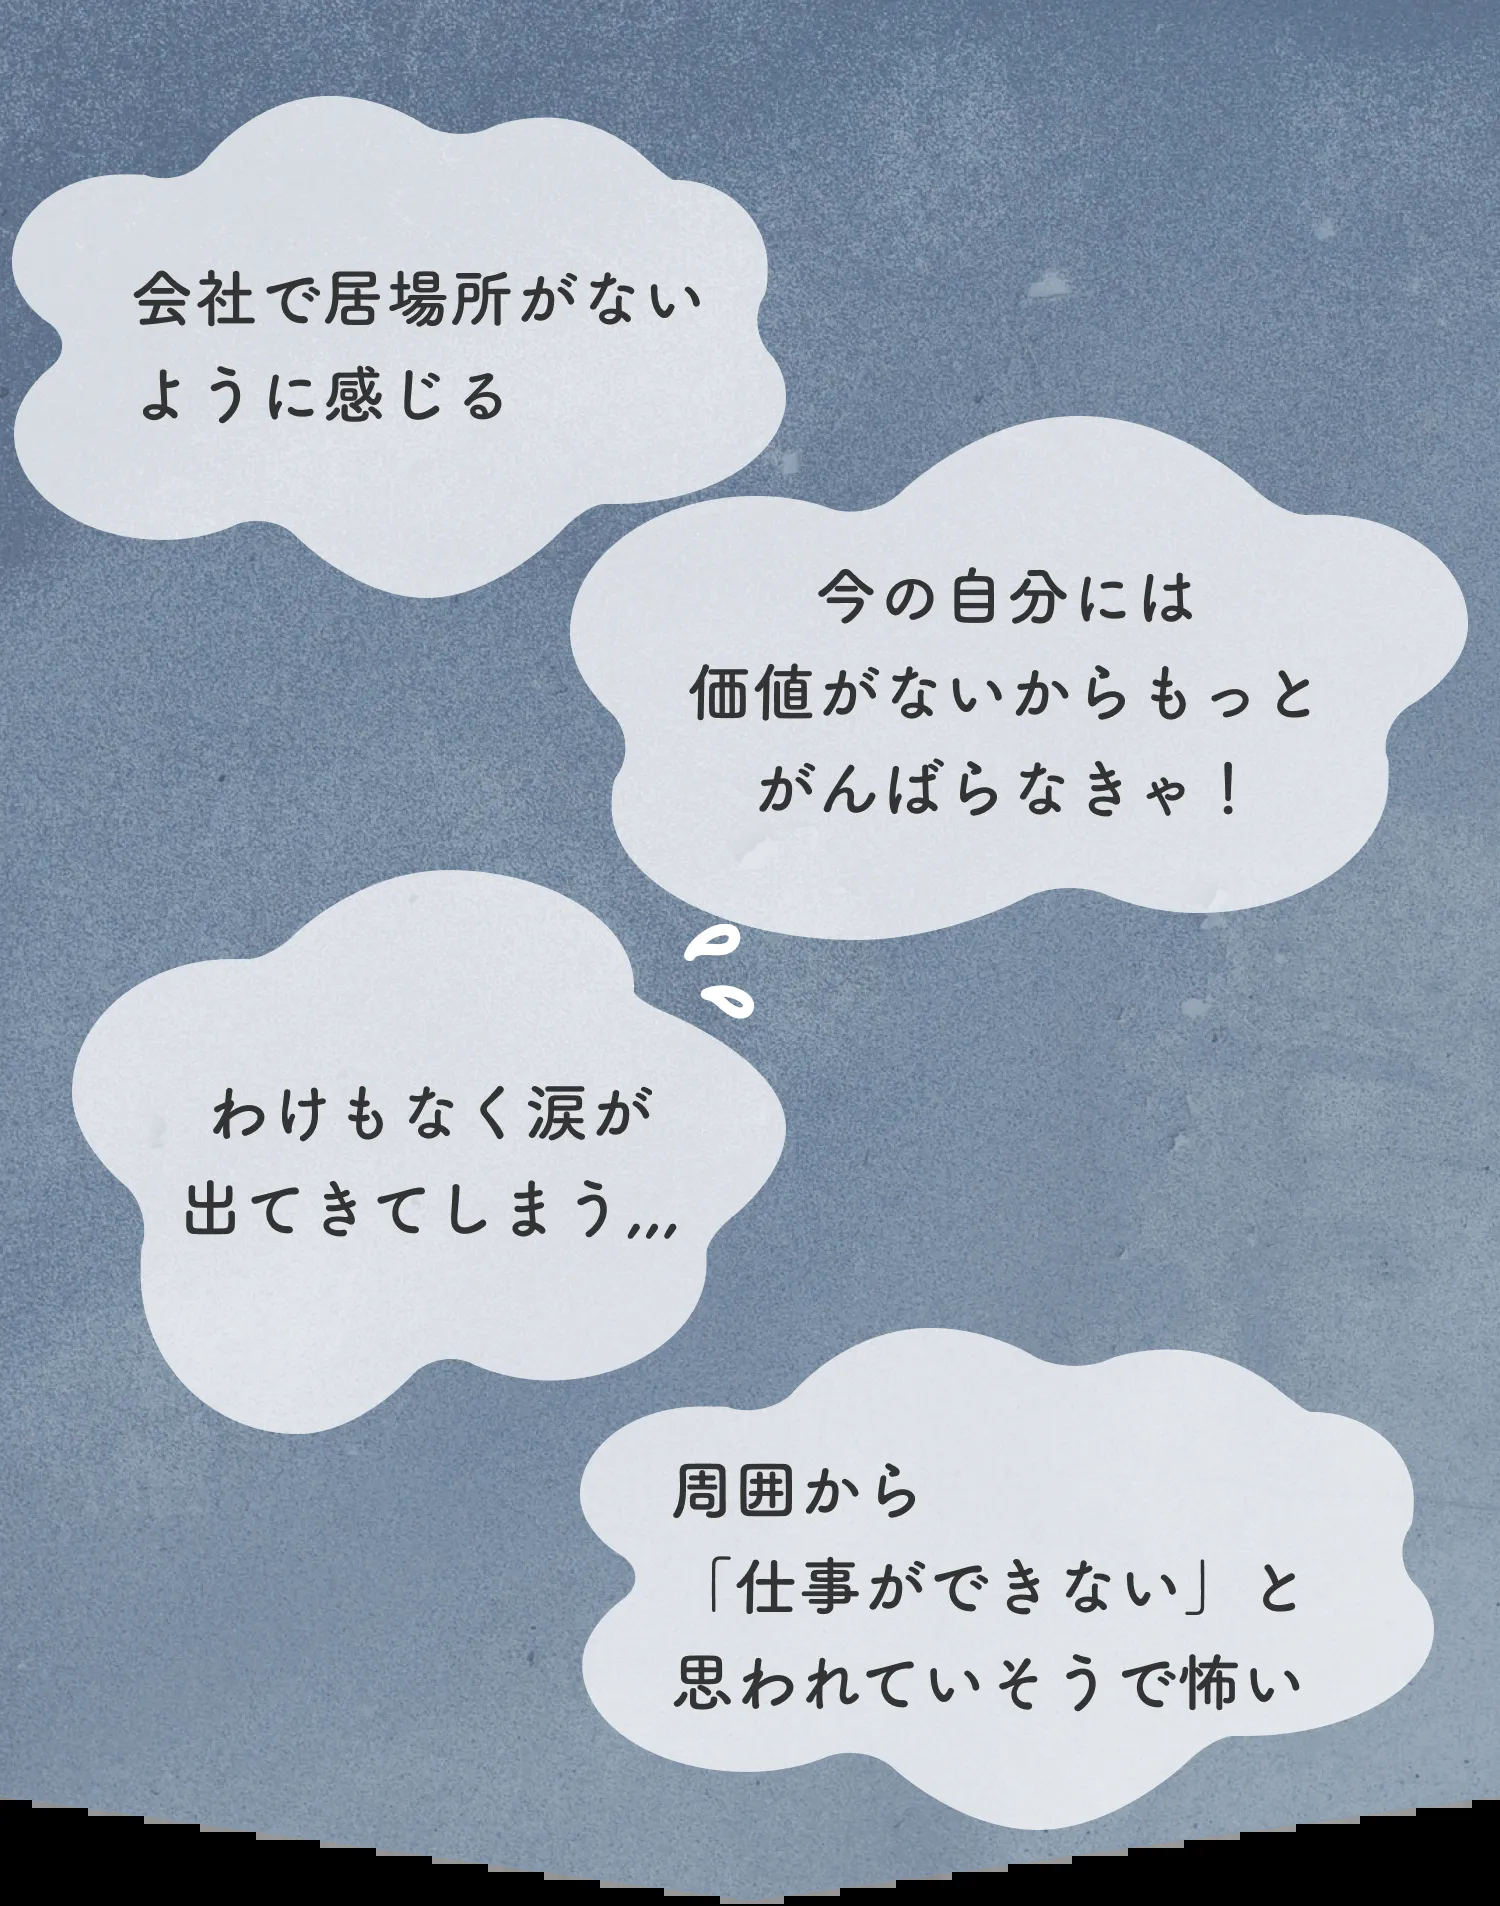 会社で居場所がない
ように感じる
今の自分には
価値がないからもっと
がんばらなきゃ！
わけもなく涙が
出てきてしまう,,,
周囲から
「仕事ができない」と
思われていそうで怖い